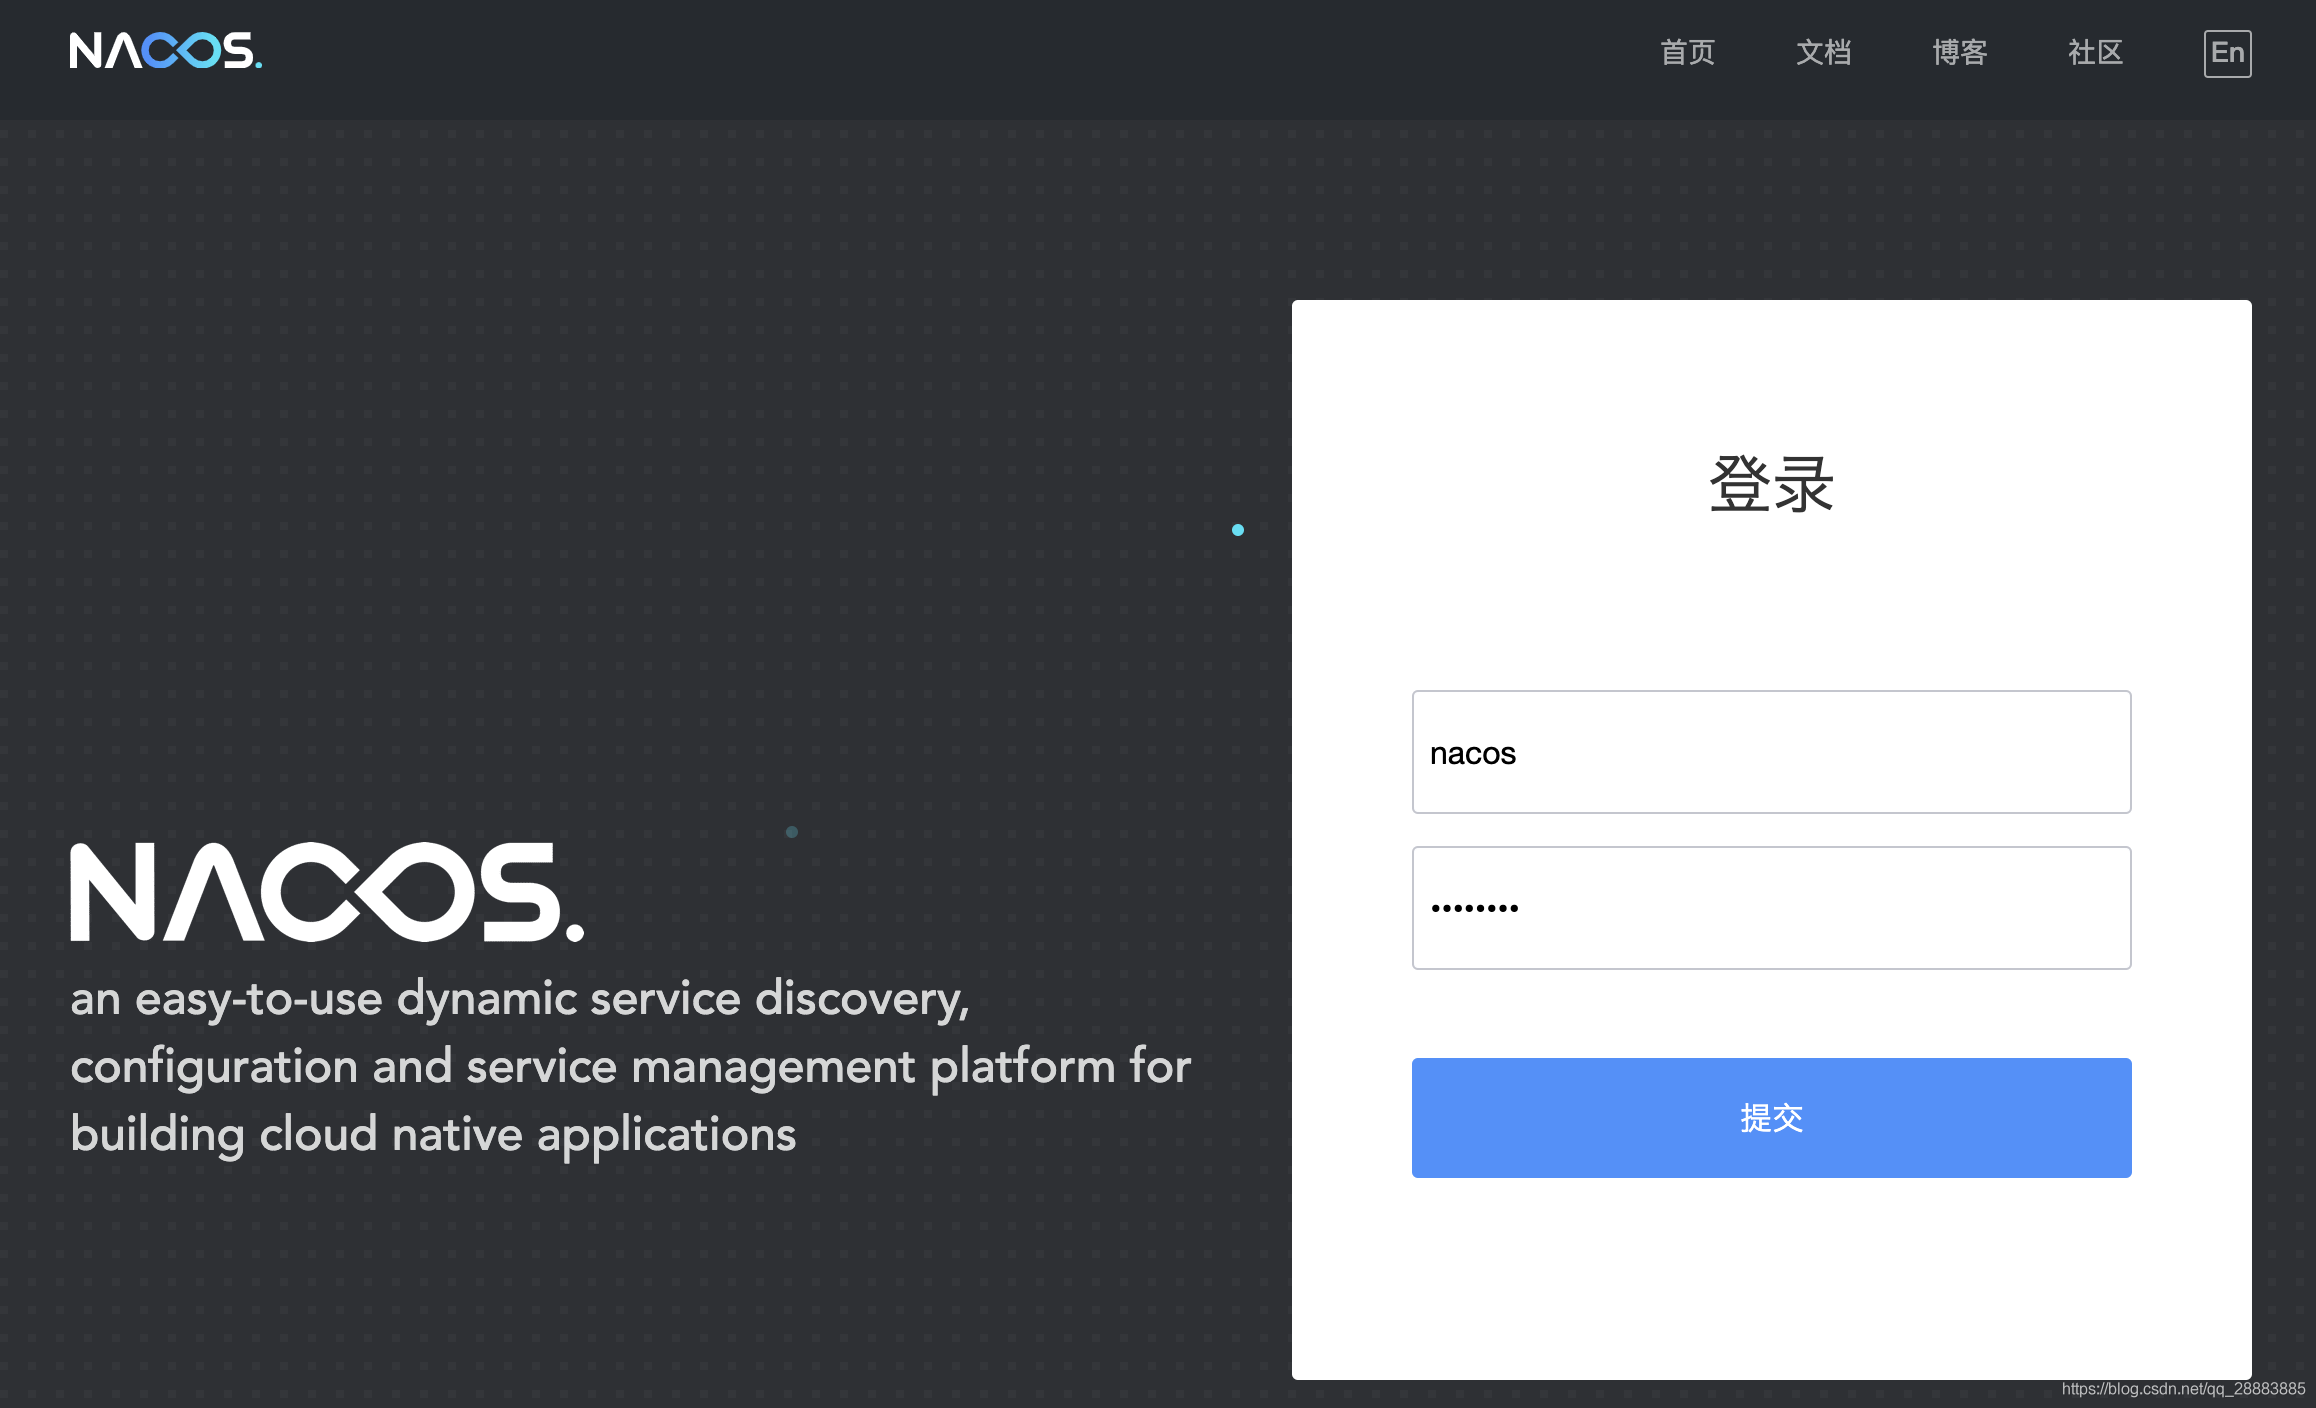 NACOS.
首页
文档
博客
社区
En
登录
nacos
••••••••
提交
NACOS.
an easy-to-use dynamic service discovery,
configuration and service management platform for
building cloud native applications
https://blog.csdn.net/qq_28883885